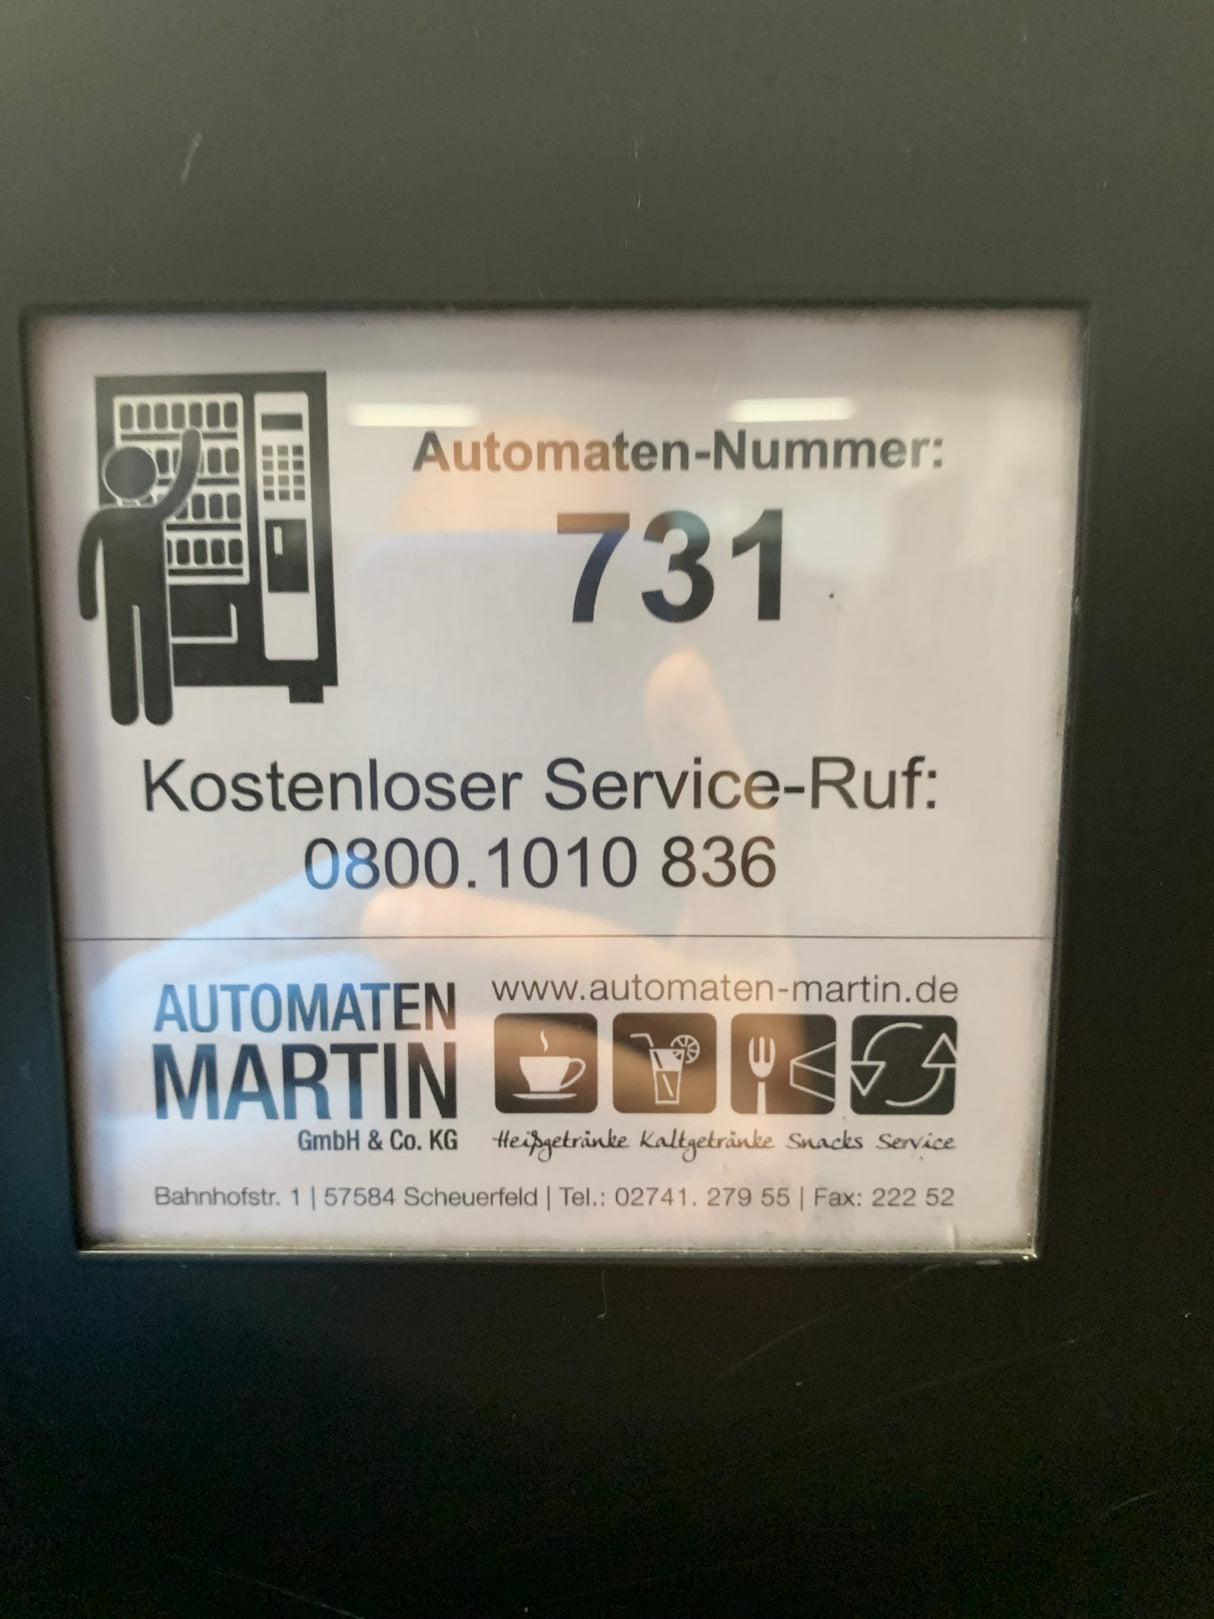 Automaten-Nummer:
731
Kostenloser Service-Ruf:
0800.1010 836
AUTOMATEN
MARTIN
GmbH & Co. KG
www.automaten-martin.de
Heißgetränke Kaltgetränke Snacks Service
Bahnhofstr. 1 | 57584 Scheuerfeld | Tel.: 02741. 279 55 | Fax: 222 52